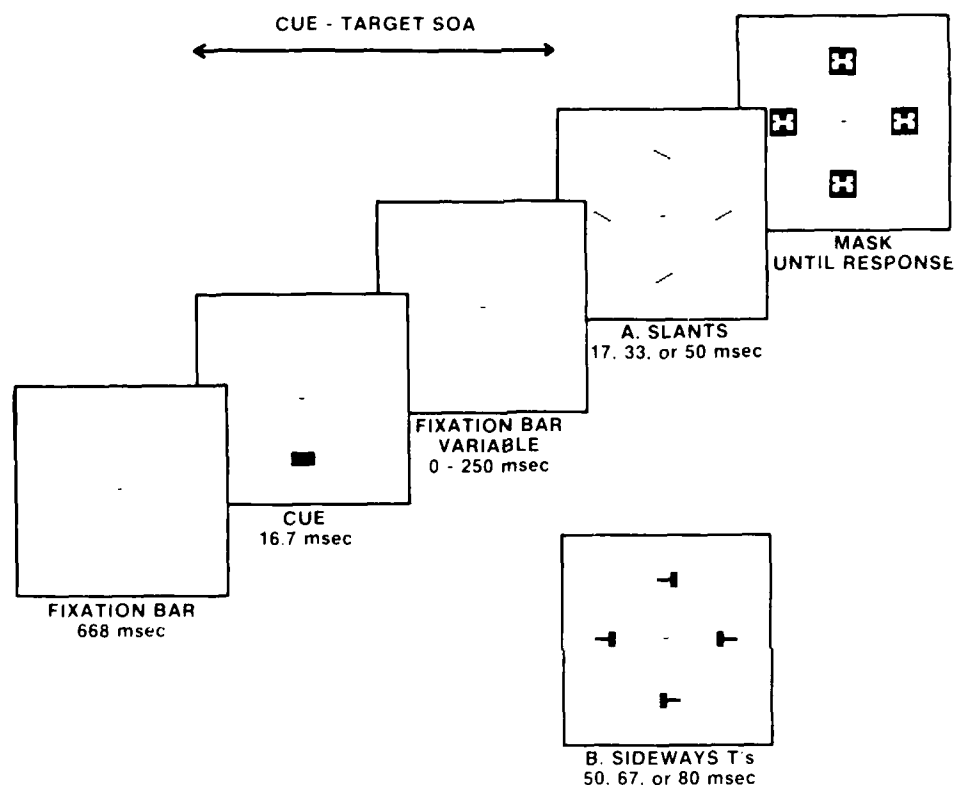 CUE - TARGET SOA
MASK
UNTIL RESPONSE
A. SLANTS
17, 33, or 50 msec
FIXATION BAR
VARIABLE
0 - 250 msec
CUE
16.7 msec
FIXATION BAR
668 msec
B. SIDEWAYS T's
50, 67, or 80 msec